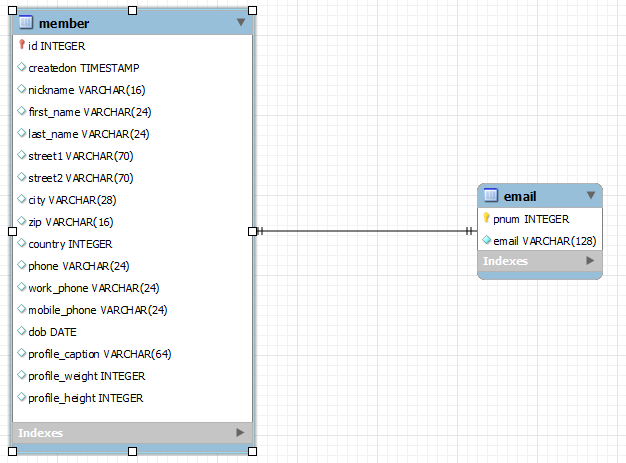 member
id INTEGER
createdon TIMESTAMP
nickname VARCHAR(16)
first_name VARCHAR(24)
last_name VARCHAR(24)
street1 VARCHAR(70)
street2 VARCHAR(70)
city VARCHAR(28)
zip VARCHAR(16)
country INTEGER
phone VARCHAR(24)
work_phone VARCHAR(24)
mobile_phone VARCHAR(24)
dob DATE
profile_caption VARCHAR(64)
profile_weight INTEGER
profile_height INTEGER
Indexes
email
pnum INTEGER
email VARCHAR(128)
Indexes